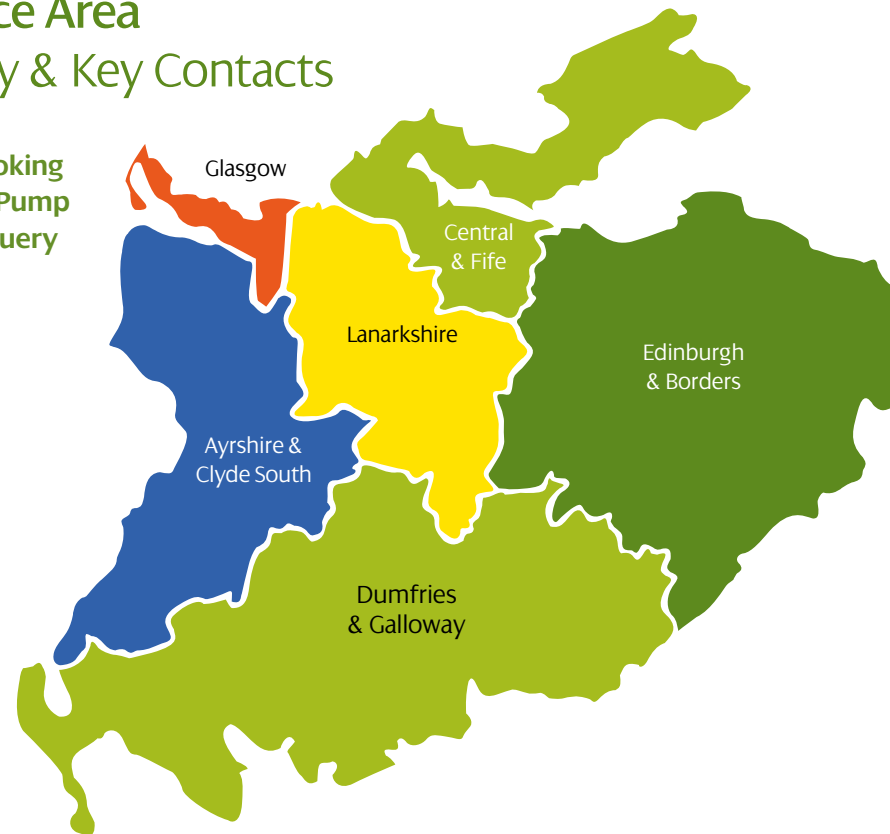 ce Area
y & Key Contacts
oking
Pump
uery
Glasgow
Central
& Fife
Lanarkshire
Edinburgh
& Borders
Ayrshire &
Clyde South
Dumfries
& Galloway